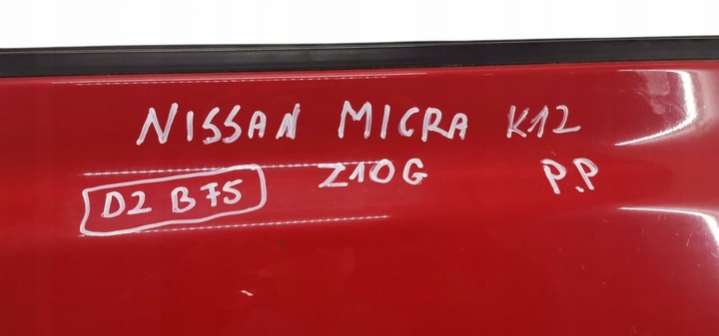 NISSAN MICRA K12
D2 B75 Z10G P.P